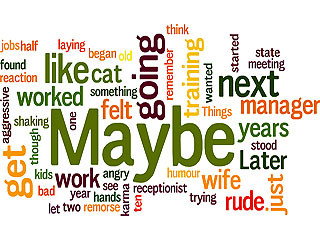 jobs
half
laying
began
old
think
found
reaction
like
cat
going
training
remember
wanted
started
state
meeting
something
next
aggressive
worked
felt
Things
manager
shaking
one
Maybe
years
though
stood
Later
get
kids
work
angry
see
hands
ten
receptionist
humour
wife
just
bad
year
karma
trying
rude.
let
two
remorse